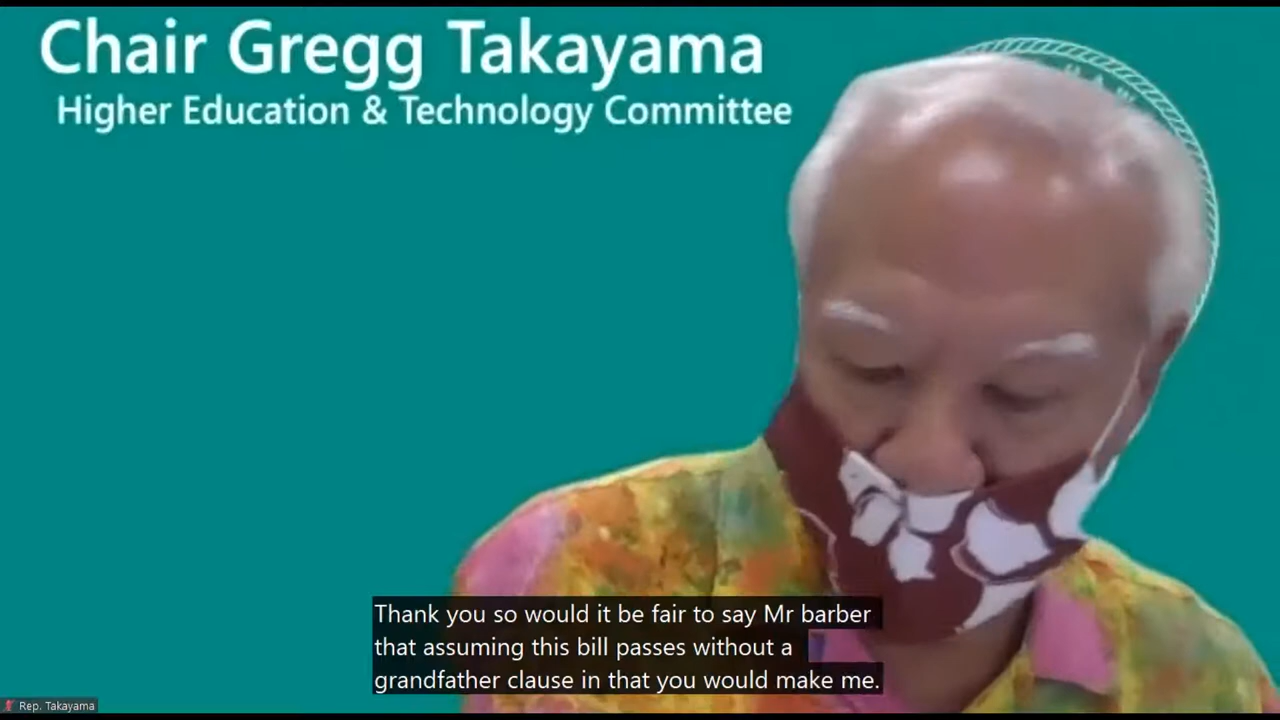 Chair Gregg Takayama
Higher Education & Technology Committee
Thank you so would it be fair to say Mr barber
that assuming this bill passes without a
grandfather clause in that you would make me.
Rep. Takayama